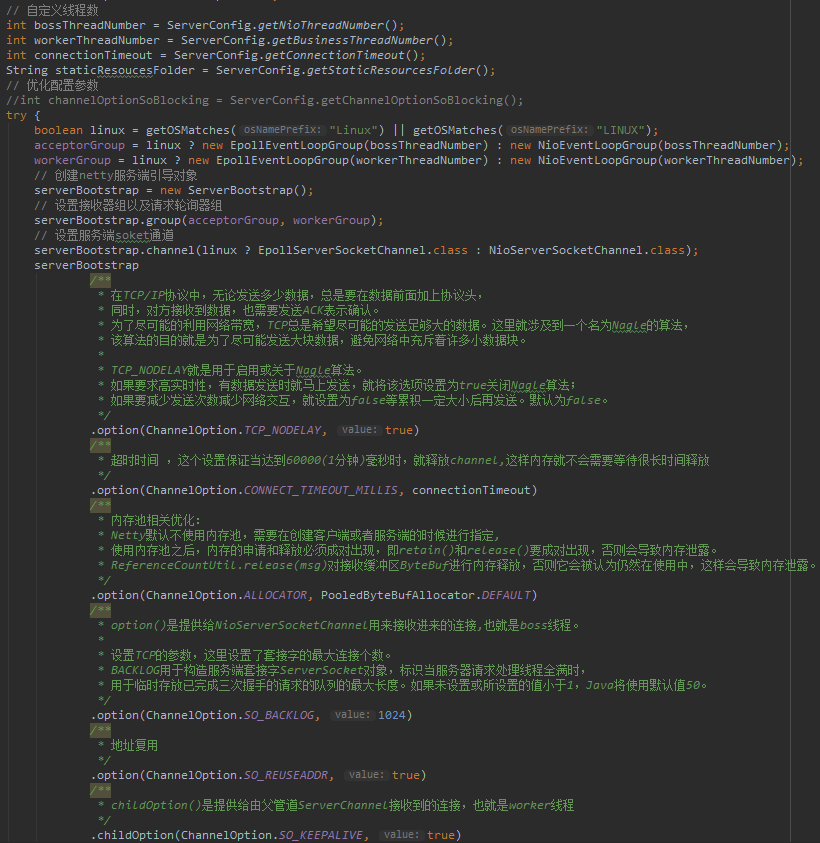 // 自定义线程数
int bossThreadNumber = ServerConfig.getNioThreadNumber();
int workerThreadNumber = ServerConfig.getBusinessThreadNumber();
int connectionTimeout = ServerConfig.getConnectionTimeout();
String staticResoucesFolder = ServerConfig.getStaticResourcesFolder();
// 优化配置参数
//int channelOptionSoBlocking = ServerConfig.getChannelOptionSoBlocking();
try {
boolean linux = getOSMatches( osNamePrefix: "Linux") || getOSMatches( osNamePrefix: "LINUX");
acceptorGroup = linux ? new EpollEventLoopGroup(bossThreadNumber) : new NioEventLoopGroup(bossThreadNumber);
workerGroup = linux ? new EpollEventLoopGroup(workerThreadNumber) : new NioEventLoopGroup(workerThreadNumber);
// 创建netty服务端引导对象
serverBootstrap = new ServerBootstrap();
// 设置接收器组以及请求轮询器组
serverBootstrap.group(acceptorGroup, workerGroup);
// 设置服务端soket通道
serverBootstrap.channel(linux ? EpollServerSocketChannel.class : NioServerSocketChannel.class);
serverBootstrap
/**
* 在TCP/IP协议中，无论发送多少数据，总是要在数据前面加上协议头，
* 同时，对方接收到数据，也需要发送ACK表示确认。
* 为了尽可能的利用网络带宽，TCP总是希望尽可能的发送足够大的数据。这里就涉及到一个名为Nagle的算法，
* 该算法的目的就是为了尽可能发送大块数据，避免网络中充斥着许多小数据块。
*
* TCP_NODELAY就是用于启用或关于Nagle算法。
* 如果要求高实时性，有数据发送时就马上发送，就将该选项设置为true关闭Nagle算法；
* 如果要减少发送次数减少网络交互，就设置为false等累积一定大小后再发送。默认为false。
*/
.option(ChannelOption.TCP_NODELAY, value: true)
/**
* 超时时间 ，这个设置保证当达到60000(1分钟)毫秒时，就释放channel,这样内存就不会需要等待很长时间释放
*/
.option(ChannelOption.CONNECT_TIMEOUT_MILLIS, connectionTimeout)
/**
* 内存池相关优化：
* Netty默认不使用内存池，需要在创建客户端或者服务端的时候进行指定,
* 使用内存池之后，内存的申请和释放必须成对出现，即retain()和release()要成对出现，否则会导致内存泄露。
* ReferenceCountUtil.release(msg)对接收缓冲区ByteBuf进行内存释放，否则它会被认为仍然在使用中，这样会导致内存泄露。
*/
.option(ChannelOption.ALLOCATOR, PooledByteBufAllocator.DEFAULT)
/**
* option()是提供给NioServerSocketChannel用来接收进来的连接,也就是boss线程。
*
* 设置TCP的参数，这里设置了套接字的最大连接个数。
* BACKLOG用于构造服务端套接字ServerSocket对象，标识当服务器请求处理线程全满时，
* 用于临时存放已完成三次握手的请求的队列的最大长度。如果未设置或所设置的值小于1，Java将使用默认值50。
*/
.option(ChannelOption.SO_BACKLOG, value: 1024)
/**
* 地址复用
*/
.option(ChannelOption.SO_REUSEADDR, value: true)
/**
* childOption()是提供给由父管道ServerChannel接收到的连接，也就是worker线程
*/
.childOption(ChannelOption.SO_KEEPALIVE, value: true)